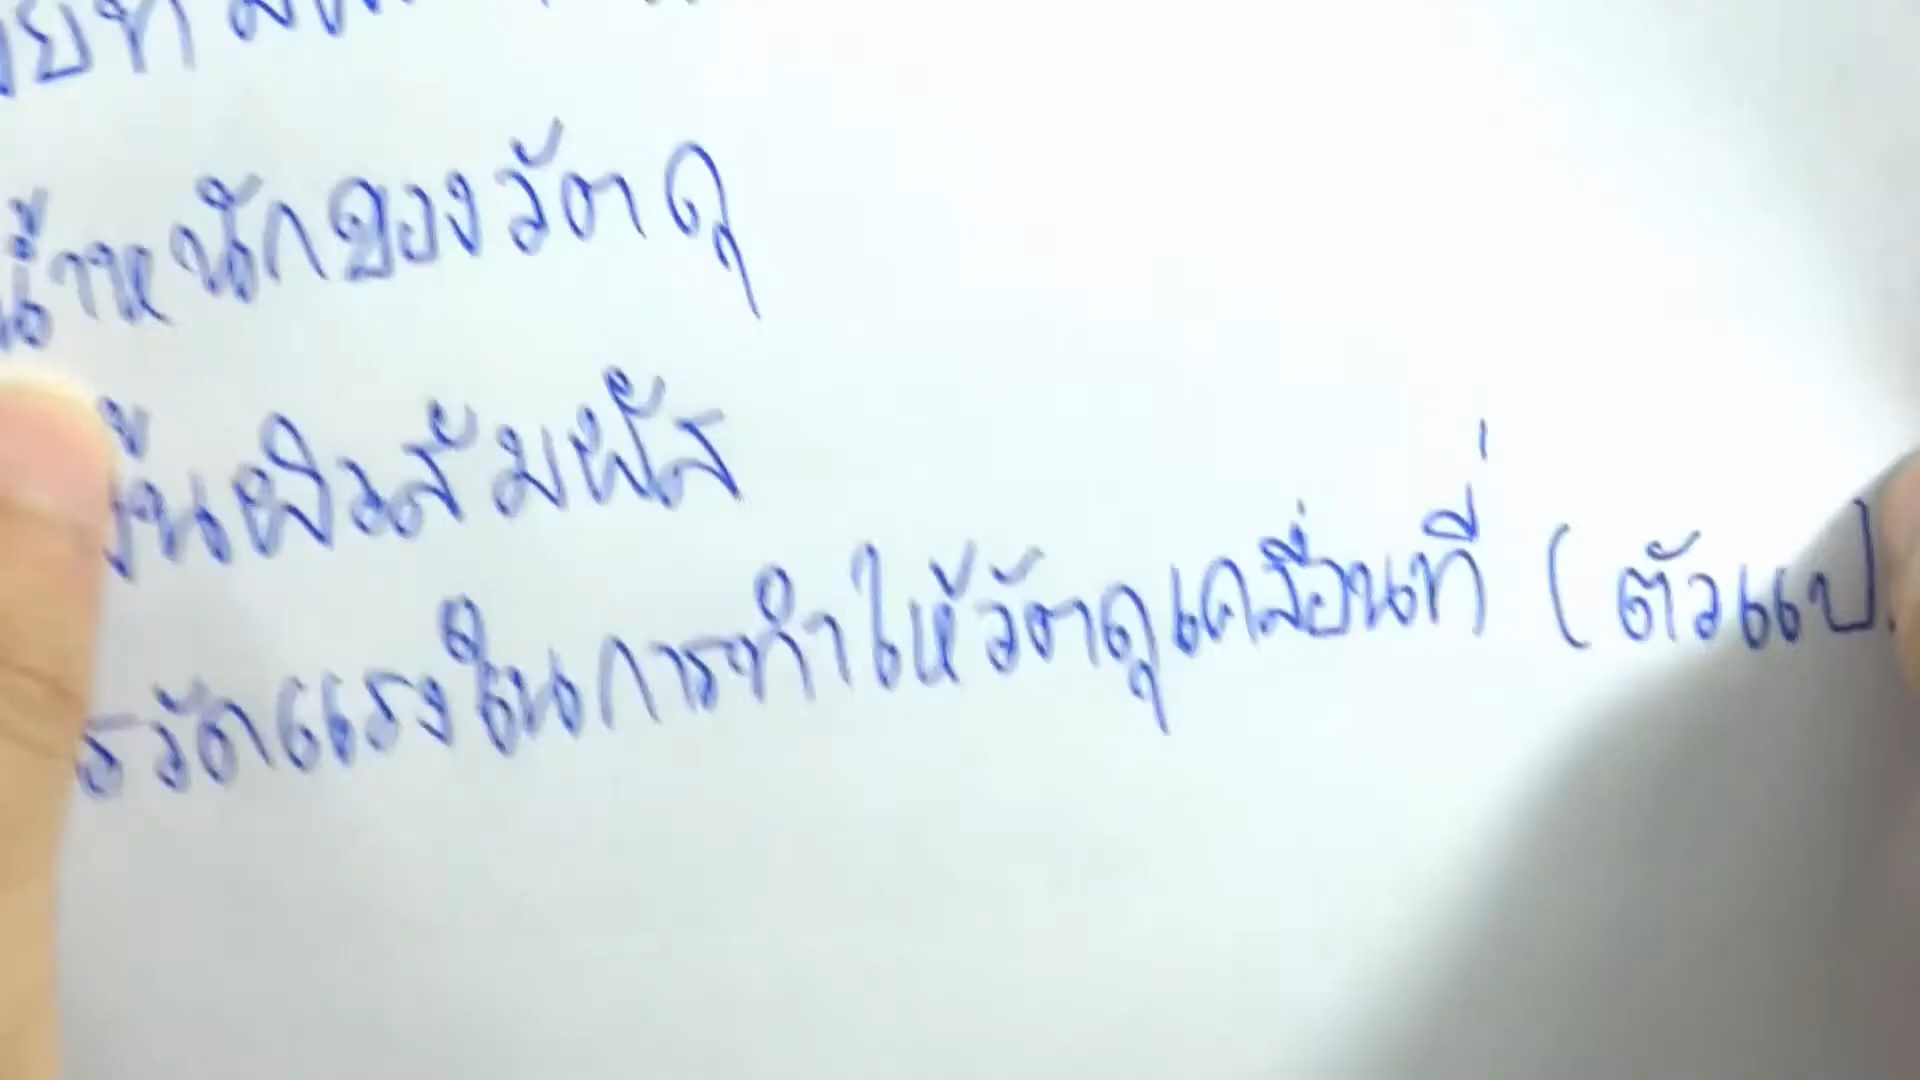 น้ำหนักของวัตถุ
พื้นผิวสัมผัส
รวัดแรงในการทำให้วัตถุเคลื่อนที่ (ตัวแป